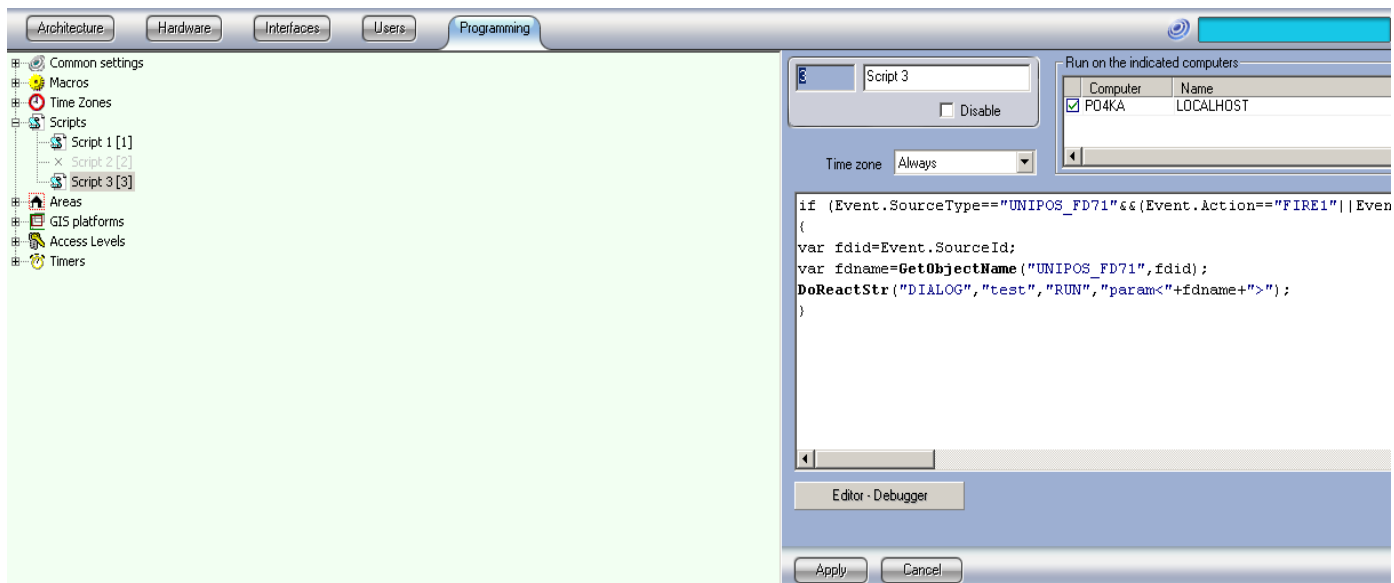 Architecture Hardware Interfaces Users Programming
Common settings
Macros
Time Zones
Scripts
Script 1 [1]
Script 2 [2]
Script 3 [3]
Areas
GIS platforms
Access Levels
Timers
3 Script 3
Disable
Run on the indicated computers
Computer Name
PO4KA LOCALHOST
Time zone Always
if (Event.SourceType=="UNIPOS_FD71"&&(Event.Action=="FIRE1"||Even
{
var fdid=Event.SourceId;
var fdname=GetObjectName("UNIPOS_FD71",fdid);
DoReactStr("DIALOG","test","RUN","param<"+fdname+">");
}
Editor - Debugger
Apply Cancel